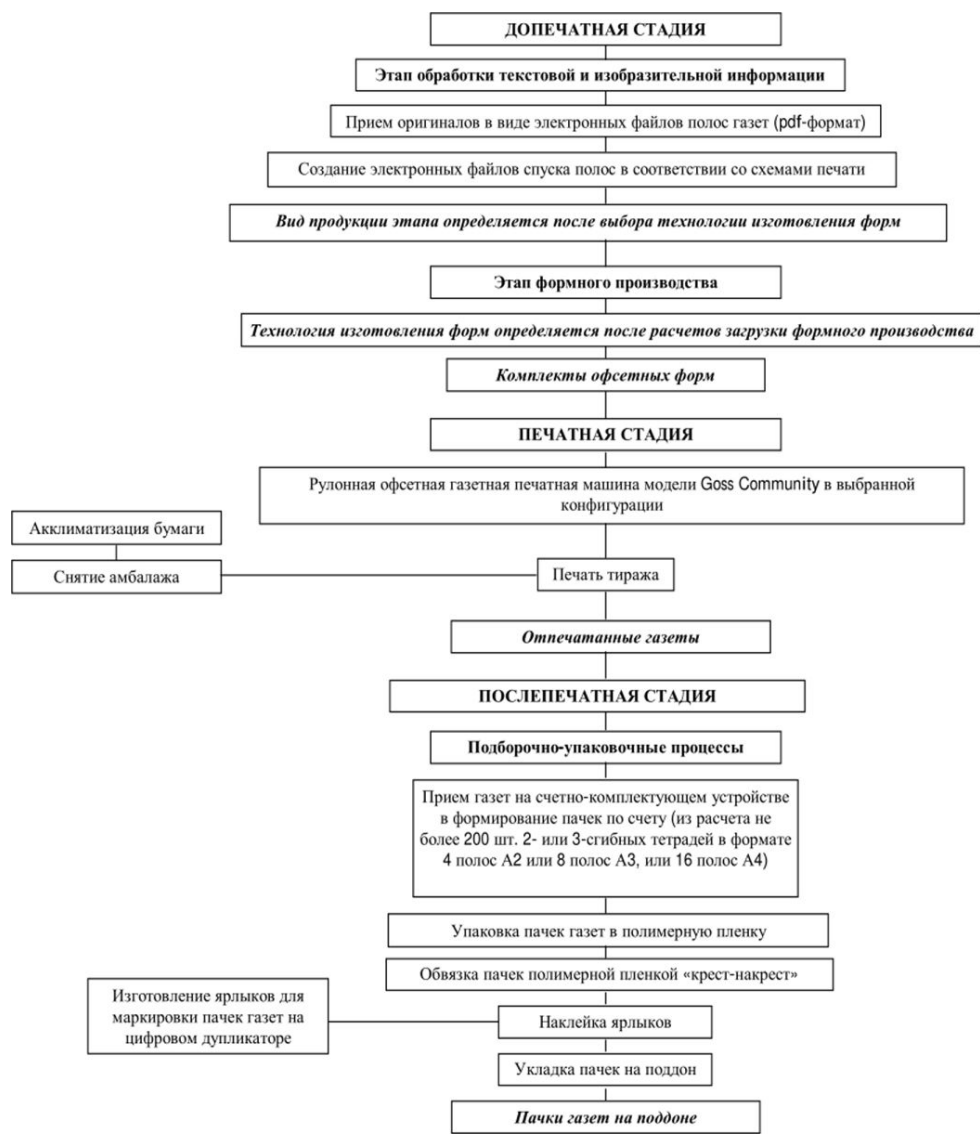 ДОПЕЧАТНАЯ СТАДИЯ
Этап обработки текстовой и изобразительной информации
Прием оригиналов в виде электронных файлов полос газет (pdf-формат)
Создание электронных файлов спуска полос в соответствии со схемами печати
Вид продукции этапа определяется после выбора технологии изготовления форм
Этап формного производства
Технология изготовления форм определяется после расчетов загрузки формного производства
Комплекты офсетных форм
ПЕЧАТНАЯ СТАДИЯ
Рулонная офсетная газетная печатная машина модели Goss Community в выбранной
конфигурации
Акклиматизация бумаги
Снятие амбалажа
Печать тиража
Отпечатанные газеты
ПОСЛЕПЕЧАТНАЯ СТАДИЯ
Подборочно-упаковочные процессы
Прием газет на счетно-комплектующем устройстве
в формирование пачек по счету (из расчета не
более 200 шт. 2- или 3-сгибных тетрадей в формате
4 полос А2 или 8 полос А3, или 16 полос А4)
Упаковка пачек газет в полимерную пленку
Обвязка пачек полимерной пленкой «крест-накрест»
Изготовление ярлыков для
маркировки пачек газет на
цифровом дупликаторе
Наклейка ярлыков
Укладка пачек на поддон
Пачки газет на поддоне